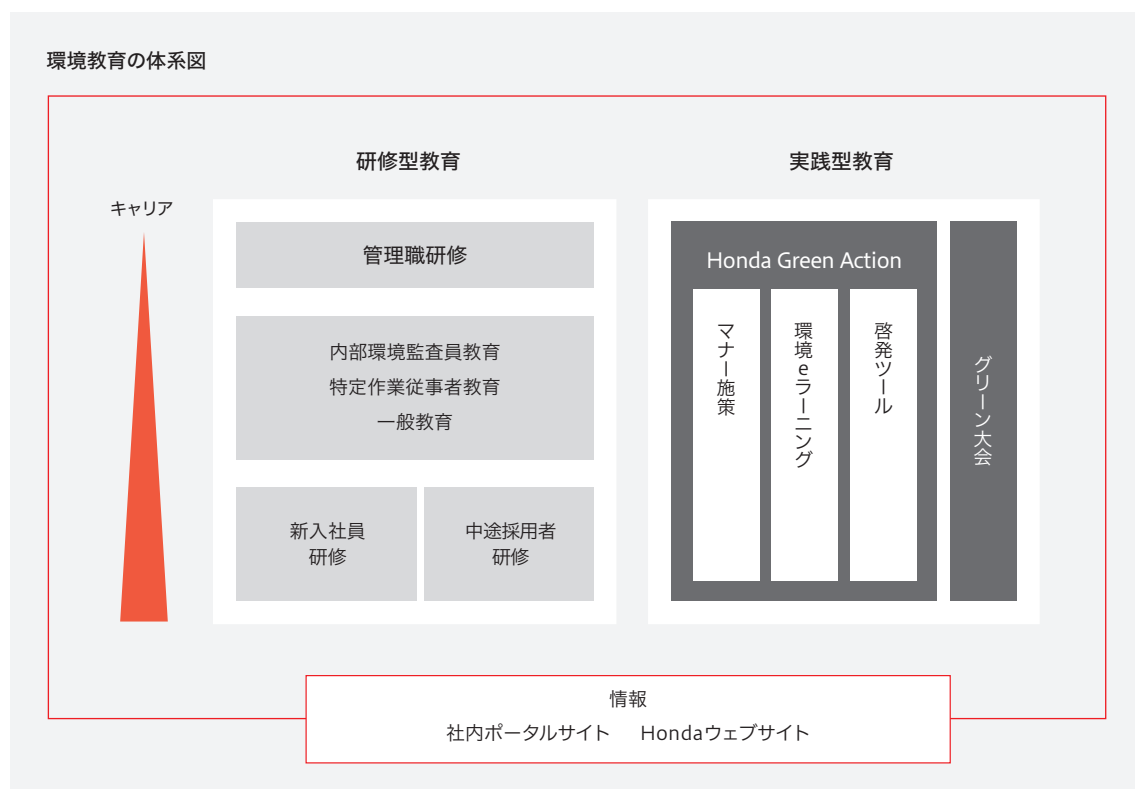 環境教育の体系図
研修型教育
実践型教育
キャリア
管理職研修
内部環境監査員教育
特定作業従事者教育
一般教育
新入社員
研修
中途採用者
研修
Honda Green Action
マナー施策
環境eラーニング
啓発ツール
グリーン大会
情報
社内ポータルサイト Hondaウェブサイト